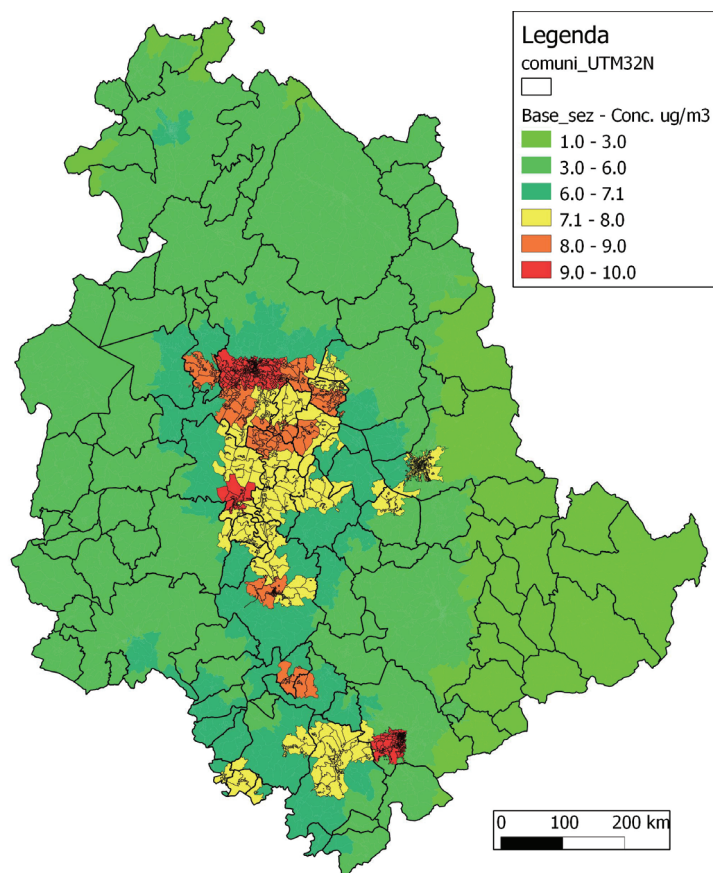 Legenda
comuni_UTM32N
Base_sez - Conc. ug/m3
1.0 - 3.0
3.0 - 6.0
6.0 - 7.1
7.1 - 8.0
8.0 - 9.0
9.0 - 10.0
0 100 200 km